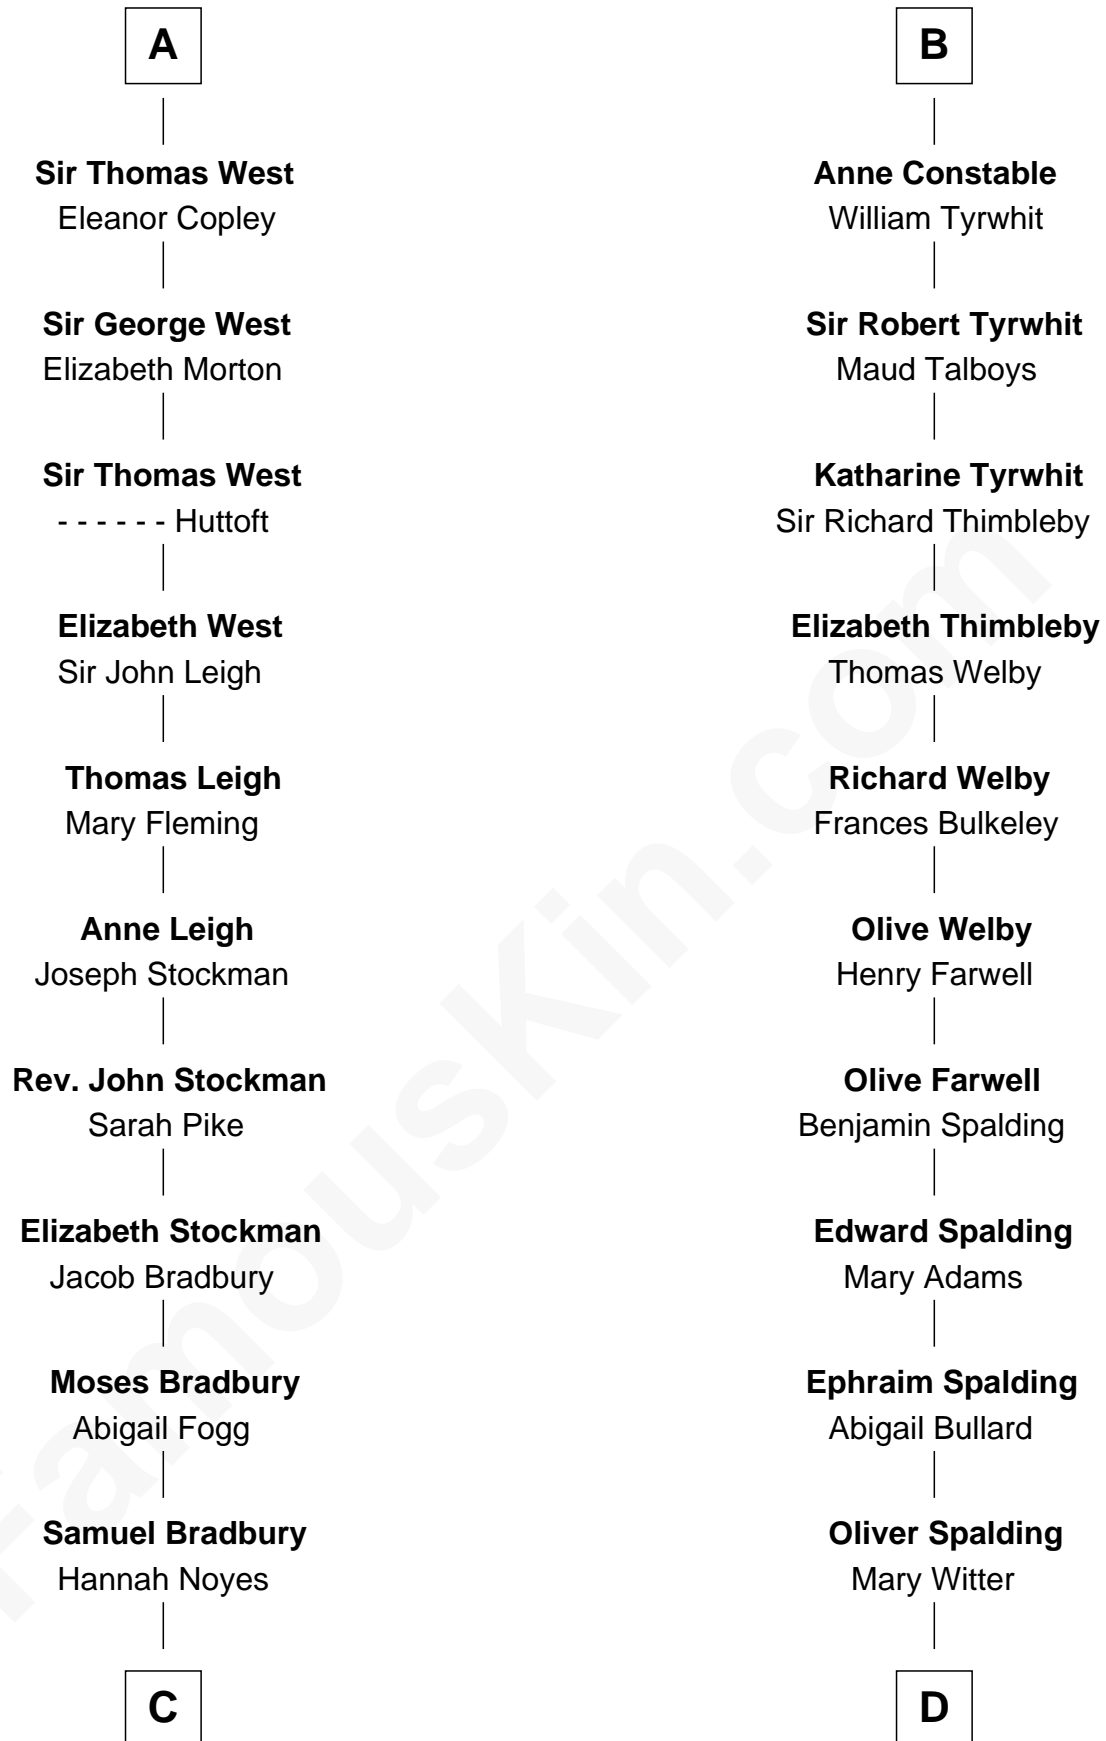 A
Sir Thomas West
Eleanor Copley
Sir George West
Elizabeth Morton
Sir Thomas West
- - - - - - Huttoft
Elizabeth West
Sir John Leigh
Thomas Leigh
Mary Fleming
Anne Leigh
Joseph Stockman
Rev. John Stockman
Sarah Pike
Elizabeth Stockman
Jacob Bradbury
Moses Bradbury
Abigail Fogg
Samuel Bradbury
Hannah Noyes
C
B
Anne Constable
William Tyrwhit
Sir Robert Tyrwhit
Maud Talboys
Katharine Tyrwhit
Sir Richard Thimbleby
Elizabeth Thimbleby
Thomas Welby
Richard Welby
Frances Bulkeley
Olive Welby
Henry Farwell
Olive Farwell
Benjamin Spalding
Edward Spalding
Mary Adams
Ephraim Spalding
Abigail Bullard
Oliver Spalding
Mary Witter
D
FamousKin.com